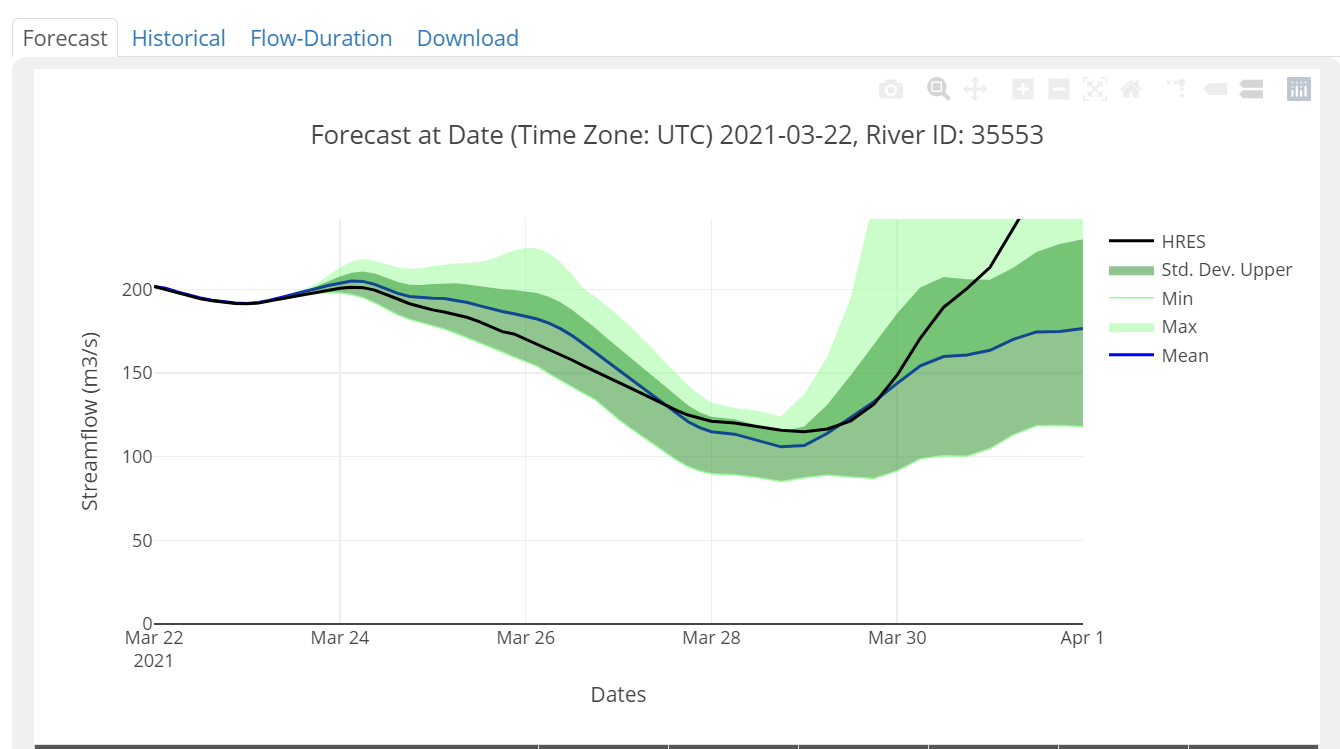 Forecast Historical Flow-Duration Download
Forecast at Date (Time Zone: UTC) 2021-03-22, River ID: 35553
HRES
Std. Dev. Upper
Min
Max
Mean
Streamflow (m3/s)
200
150
100
50
0
Mar 22 Mar 24 Mar 26 Mar 28 Mar 30 Apr 1
2021
Dates